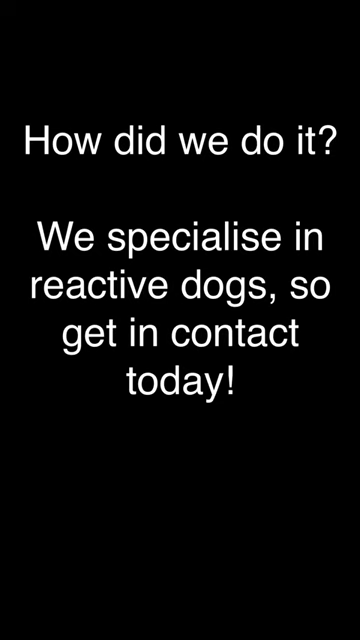 How did we do it?
We specialise in
reactive dogs, so
get in contact
today!